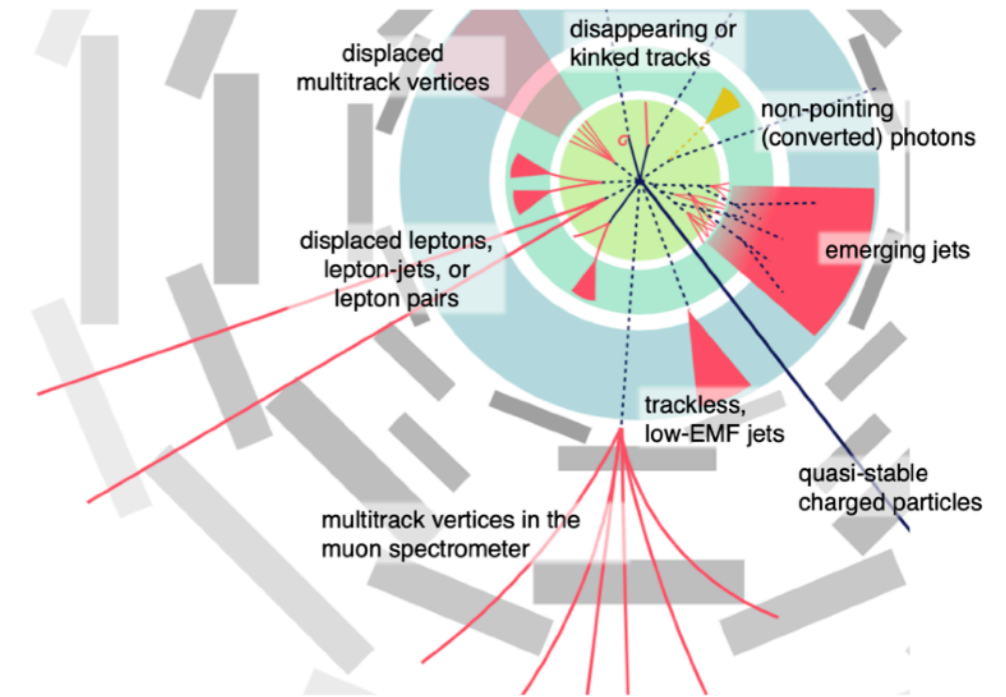 disappearing or
kinked tracks
displaced
multitrack vertices
non-pointing
(converted) photons
displaced leptons,
lepton-jets, or
lepton pairs
emerging jets
trackless,
low-EMF jets
quasi-stable
charged particles
multitrack vertices in the
muon spectrometer